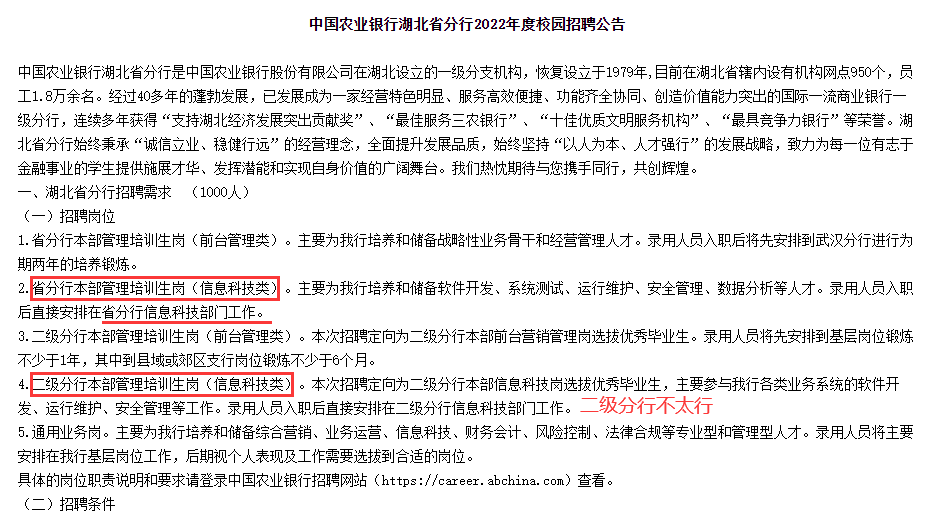 中国农业银行湖北省分行2022年度校园招聘公告
中国农业银行湖北省分行是中国农业银行股份有限公司在湖北设立的一级分支机构，恢复设立于1979年,目前在湖北省辖内设有机构网点950个，员
工1.8万余名。经过40多年的蓬勃发展，已发展成为一家经营特色明显、服务高效便捷、功能齐全协同、创造价值能力突出的国际一流商业银行一
级分行，连续多年获得“支持湖北经济发展突出贡献奖”、“最佳服务三农银行”、“十佳优质文明服务机构”、“最具竞争力银行”等荣誉。湖
北省分行始终秉承“诚信立业、稳健行远”的经营理念，全面提升发展品质，始终坚持“以人为本、人才强行”的发展战略，致力为每一位有志于
金融事业的学生提供施展才华、发挥潜能和实现自身价值的广阔舞台。我们热忱期待与您携手同行，共创辉煌。
一、湖北省分行招聘需求 （1000人）
（一）招聘岗位
1.省分行本部管理培训生岗（前台管理类）。主要为我行培养和储备战略性业务骨干和经营管理人才。录用人员入职后将先安排到武汉分行进行为
期两年的培养锻炼。
2.省分行本部管理培训生岗（信息科技类）。主要为我行培养和储备软件开发、系统测试、运行维护、安全管理、数据分析等人才。录用人员入职
后直接安排在省分行信息科技部门工作。
3.二级分行本部管理培训生岗（前台管理类）。本次招聘定向为二级分行本部前台营销管理岗选拔优秀毕业生。录用人员将先安排到基层岗位锻炼
不少于1年，其中到县域或郊区支行岗位锻炼不少于6个月。
4.二级分行本部管理培训生岗（信息科技类）。本次招聘定向为二级分行本部信息科技岗选拔优秀毕业生，主要参与我行各类业务系统的软件开
发、运行维护、安全管理等工作。录用人员入职后直接安排在二级分行信息科技部门工作。二级分行不太行
5.通用业务岗。主要为我行培养和储备综合营销、业务运营、信息科技、财务会计、风险控制、法律合规等专业型和管理型人才。录用人员将主要
安排在我行基层岗位工作，后期视个人表现及工作需要选拔到合适的岗位。
具体的岗位职责说明和要求请登录中国农业银行招聘网站（https://career.abchina.com）查看。
（二）招聘条件